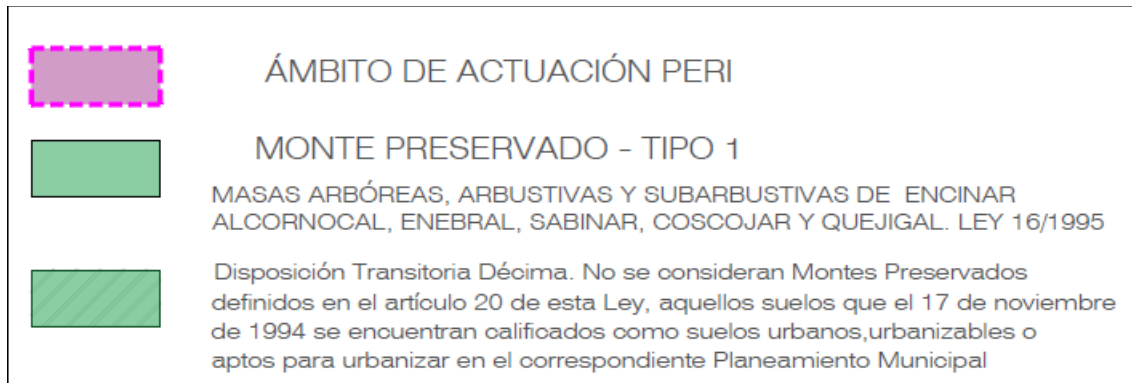 ÁMBITO DE ACTUACIÓN PERI
MONTE PRESERVADO - TIPO 1
MASAS ARBÓREAS, ARBUSTIVAS Y SUBARBUSTIVAS DE ENCINAR
ALCORNOCAL, ENEBRAL, SABINAR, COSCOJAR Y QUEJIGAL. LEY 16/1995
Disposición Transitoria Décima. No se consideran Montes Preservados
definidos en el artículo 20 de esta Ley, aquellos suelos que el 17 de noviembre
de 1994 se encuentran calificados como suelos urbanos,urbanizables o
aptos para urbanizar en el correspondiente Planeamiento Municipal